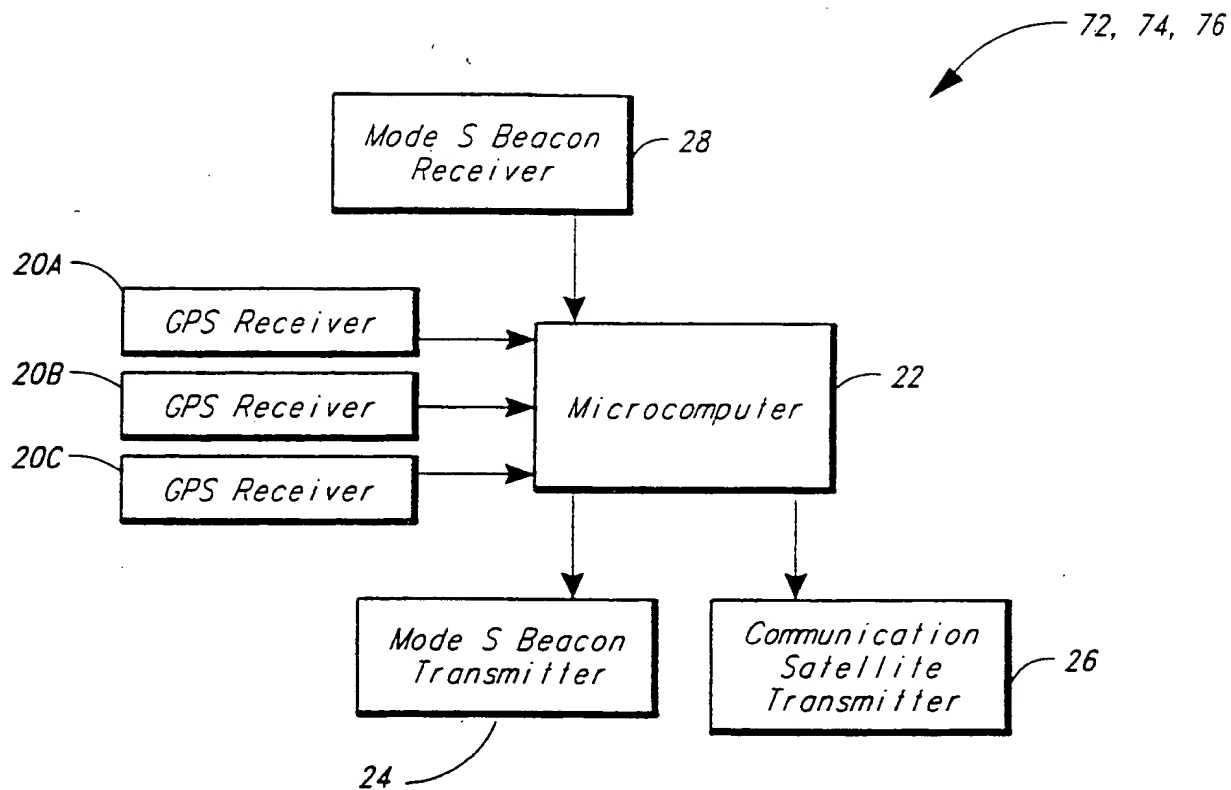 72, 74, 76
Mode S Beacon
Receiver
28
20A
GPS Receiver
20B
GPS Receiver
20C
GPS Receiver
Microcomputer
22
Mode S Beacon
Transmitter
24
Communication
Satellite
Transmitter
26